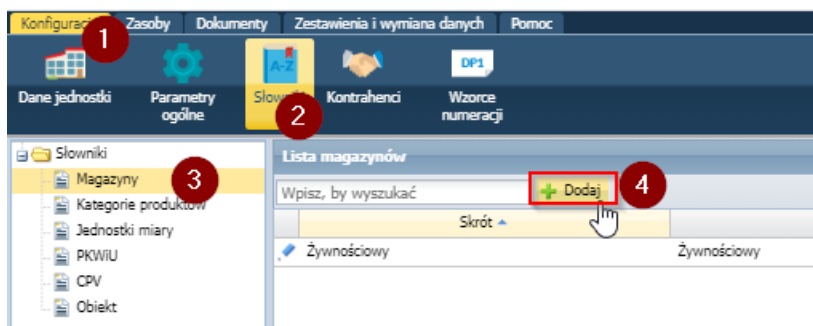 Konfiguracja Zasoby Dokumenty Zestawienia i wymiana danych Pomoc
1
A-Z DP1
Dane jednostki Parametry ogólne Słowniki Kontrahenci Wzorce numeracji
2
Słowniki
Lista magazynów
Magazyny
3
Wpisz, by wyszukać
Dodaj
4
Kategorie produktów
Jednostki miary
Skrót
PKWiU
Żywnościowy Żywnościowy
CPV
Obiekt